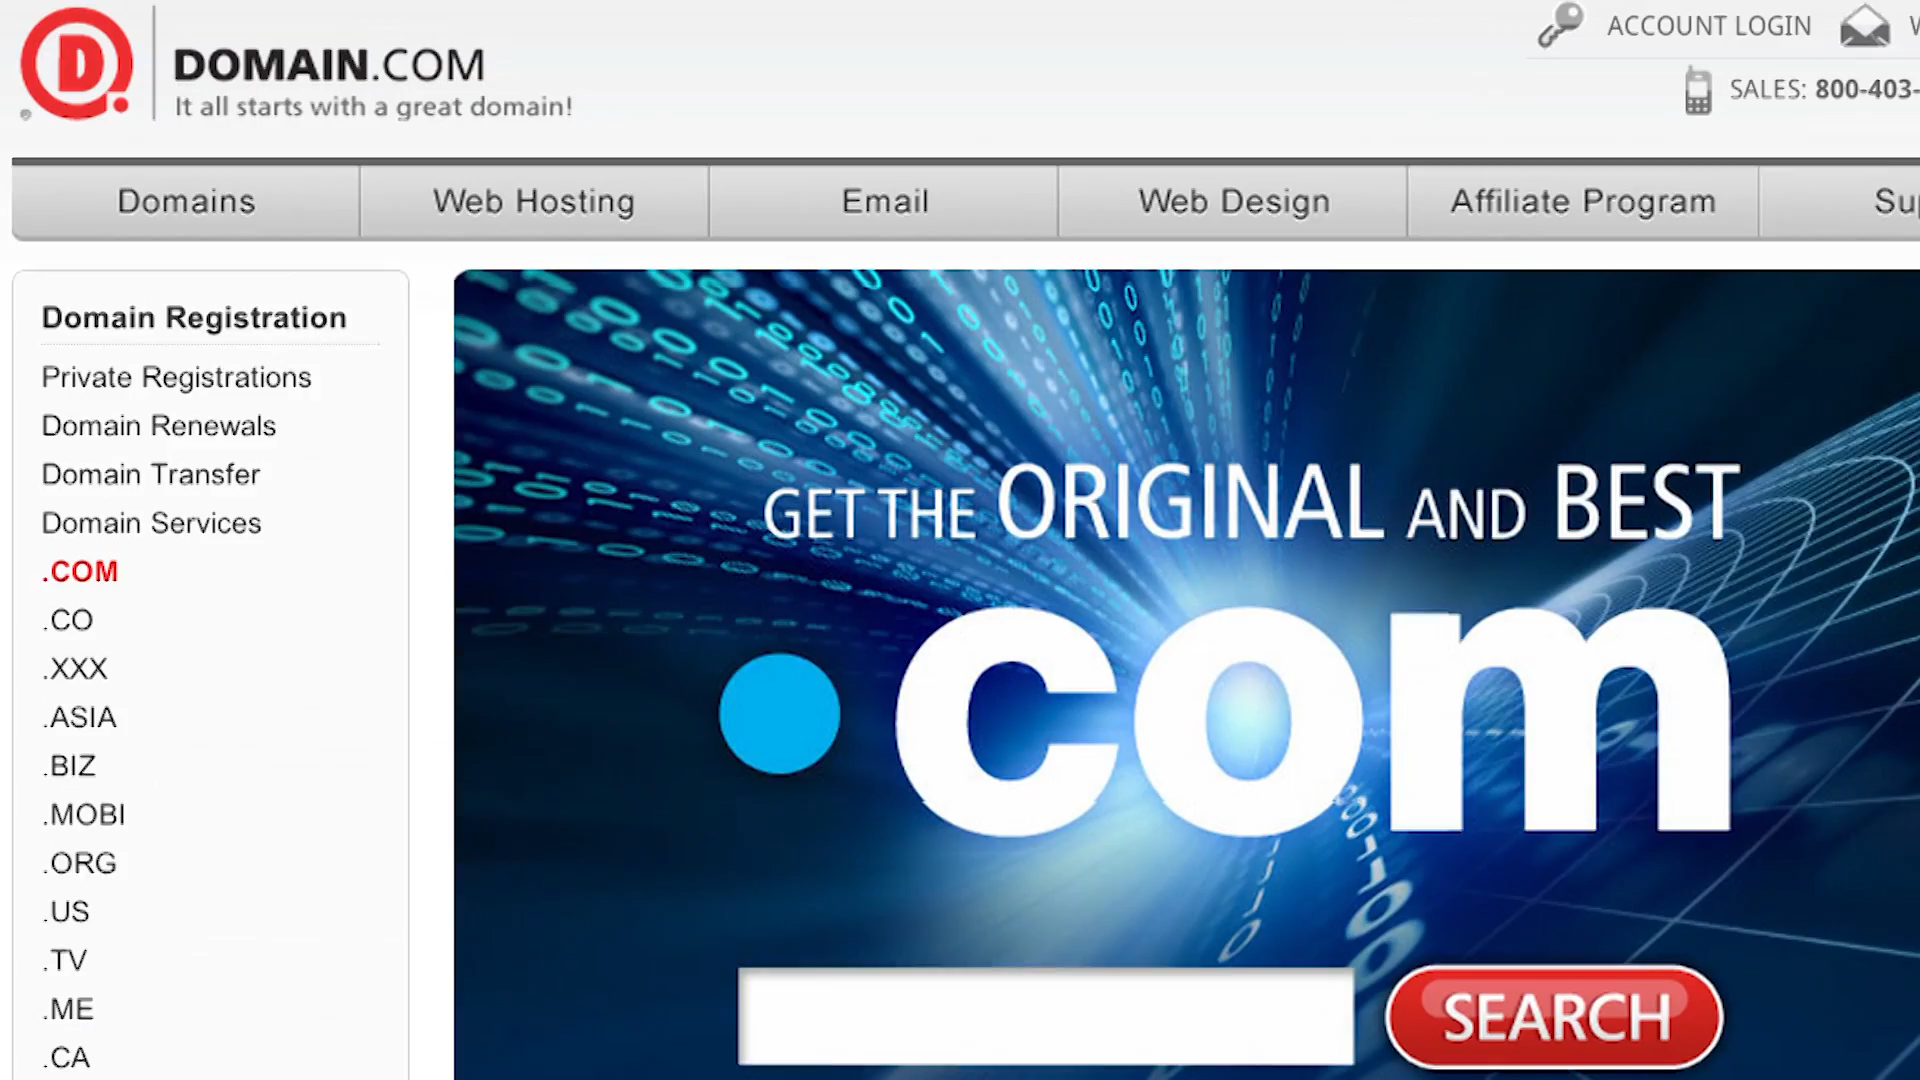 D
DOMAIN.COM
It all starts with a great domain!
ACCOUNT LOGIN
SALES: 800-403-
Domains
Web Hosting
Email
Web Design
Affiliate Program
Domain Registration
Private Registrations
Domain Renewals
Domain Transfer
Domain Services
.COM
.CO
.XXX
.ASIA
.BIZ
.MOBI
.ORG
.US
.TV
.ME
.CA
GET THE ORIGINAL AND BEST
.com
SEARCH